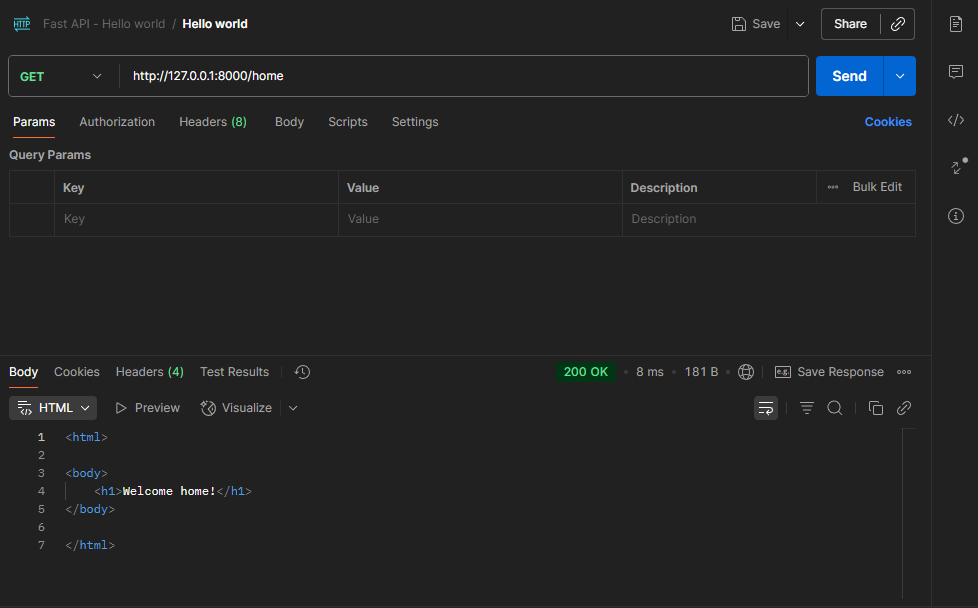 HTTP Fast API - Hello world / Hello world Save Share
GET http://127.0.0.1:8000/home Send
Params Authorization Headers (8) Body Scripts Settings Cookies
Query Params
Key Value Description Bulk Edit
Key Value Description
Body Cookies Headers (4) Test Results 200 OK 8 ms 181 B e.g. Save Response
HTML Preview Visualize
1 <html>
2
3 <body>
4 <h1>Welcome home!</h1>
5 </body>
6
7 </html>